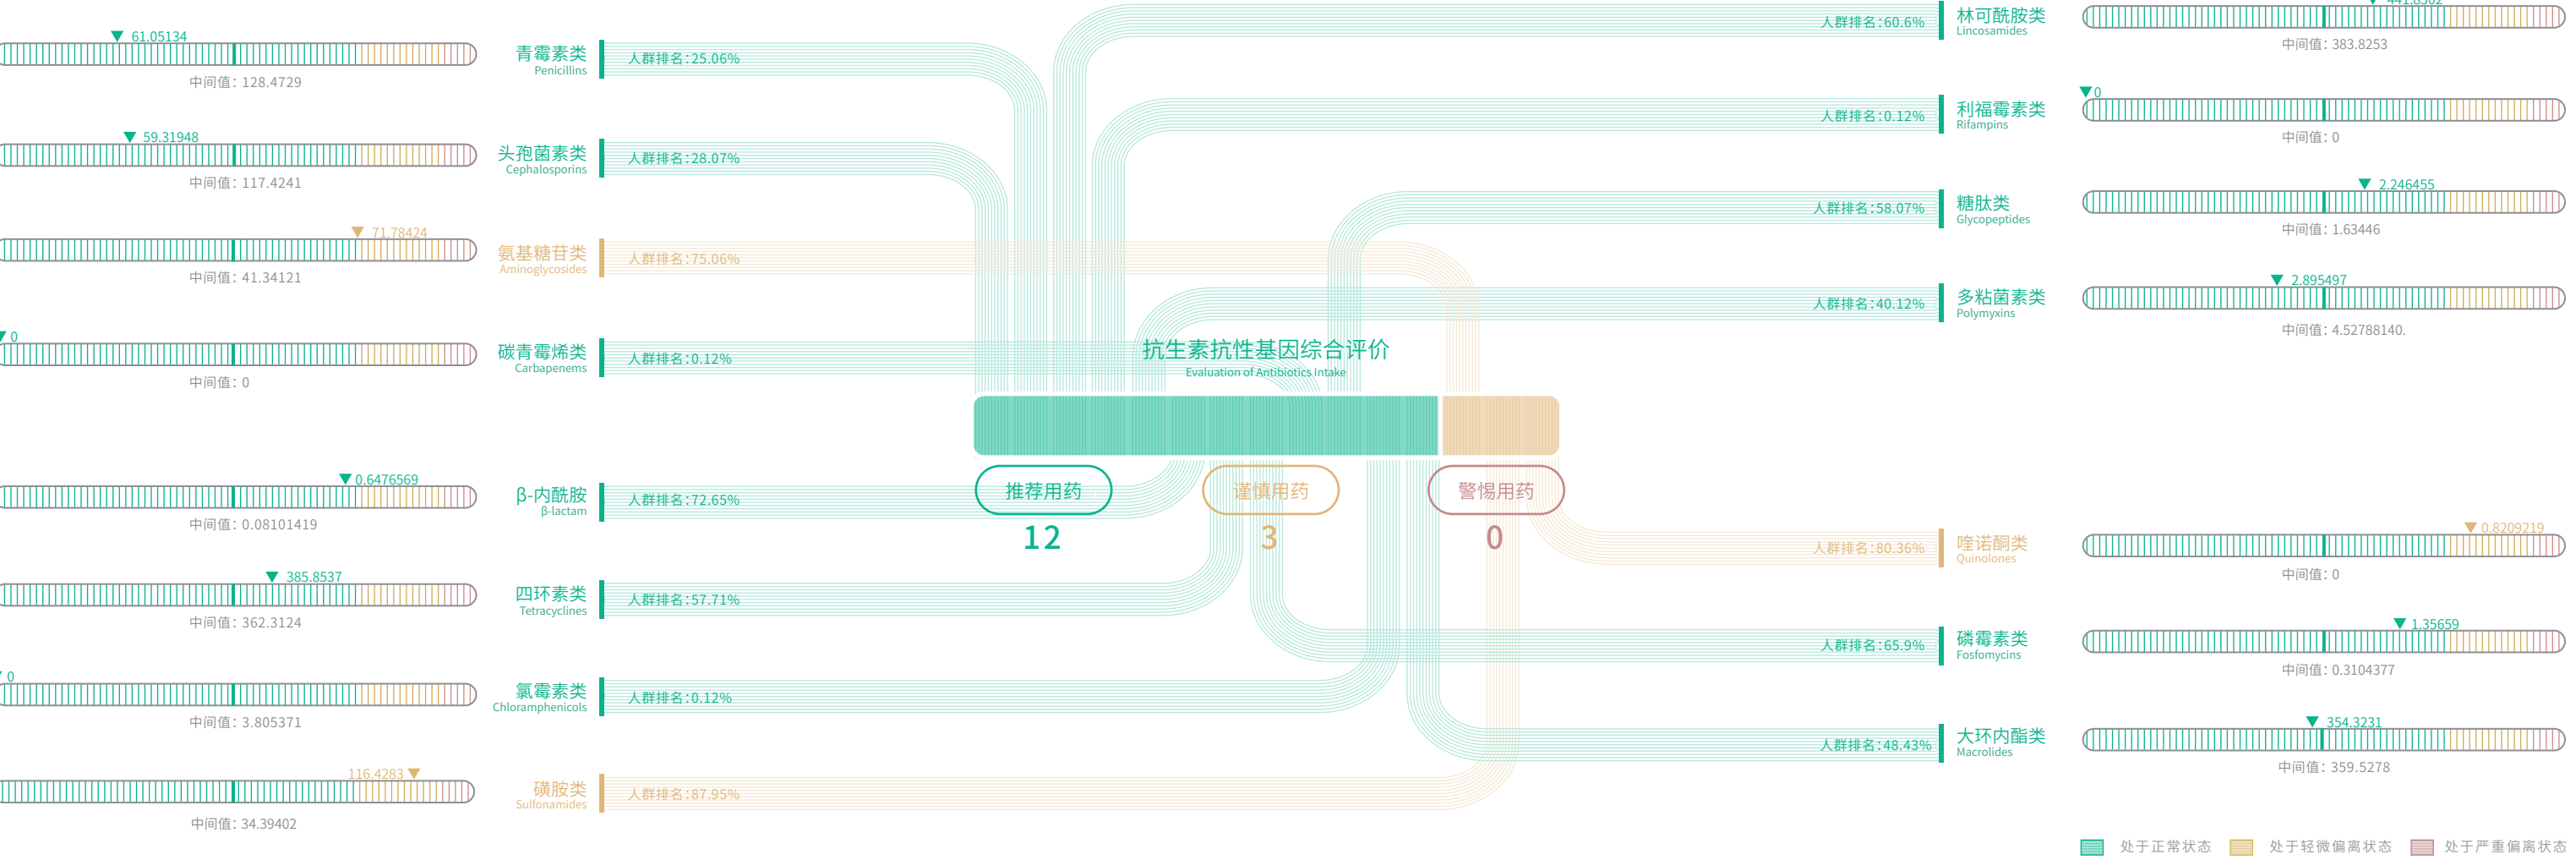 61.05134
中间值：128.4729
青霉素类
Penicillins
人群排名：25.06%
59.31948
中间值：117.4241
头孢菌素类
Cephalosporins
人群排名：28.07%
71.78424
中间值：41.34121
氨基糖苷类
Aminoglycosides
人群排名：75.06%
0
中间值：0
碳青霉烯类
Carbapenems
人群排名：0.12%
0.6476569
中间值：0.08101419
β-内酰胺
β-lactam
人群排名：72.65%
385.8537
中间值：362.3124
四环素类
Tetracyclines
人群排名：57.71%
0
中间值：3.805371
氯霉素类
Chloramphenicols
人群排名：0.12%
116.4283
中间值：34.39402
磺胺类
Sulfonamides
人群排名：87.95%
抗生素抗性基因综合评价
Evaluation of Antibiotics Intake
推荐用药
12
谨慎用药
3
警惕用药
0
人群排名：60.6%
林可酰胺类
Lincosamides
441.8302
中间值：383.8253
人群排名：0.12%
利福霉素类
Rifampins
0
中间值：0
人群排名：58.07%
糖肽类
Glycopeptides
2.246455
中间值：1.63446
人群排名：40.12%
多粘菌素类
Polymyxins
2.895497
中间值：4.52788140.
人群排名：80.36%
喹诺酮类
Quinolones
0.8209219
中间值：0
人群排名：65.9%
磷霉素类
Fosfomycins
1.35659
中间值：0.3104377
人群排名：48.43%
大环内酯类
Macrolides
354.3231
中间值：359.5278
处于正常状态
处于轻微偏离状态
处于严重偏离状态